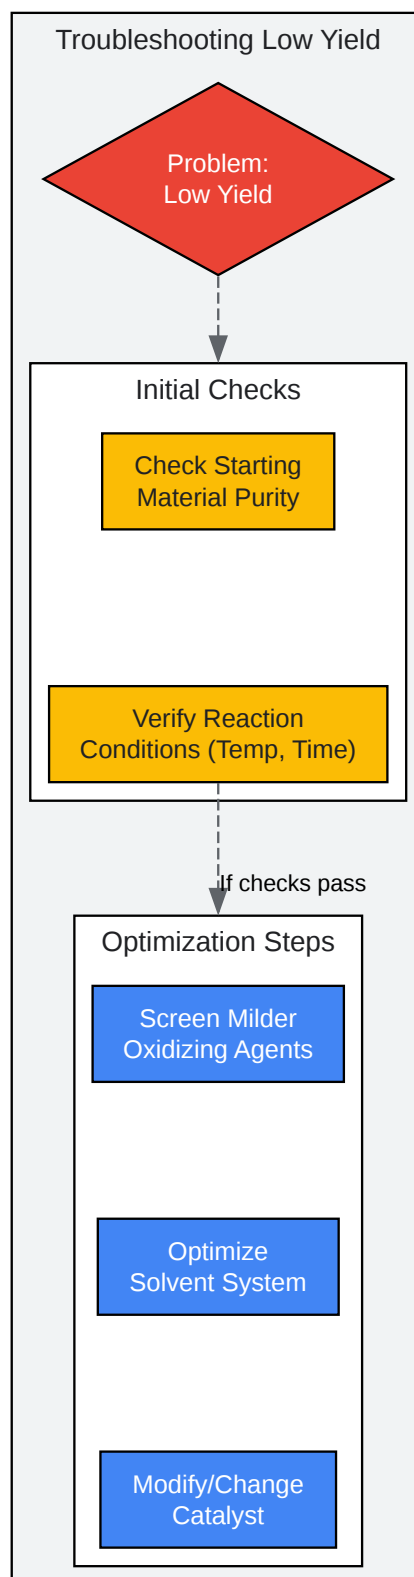 Troubleshooting Low Yield
Problem:
Low Yield
Initial Checks
Check Starting
Material Purity
Verify Reaction
Conditions (Temp, Time)
If checks pass
Optimization Steps
Screen Milder
Oxidizing Agents
Optimize
Solvent System
Modify/Change
Catalyst